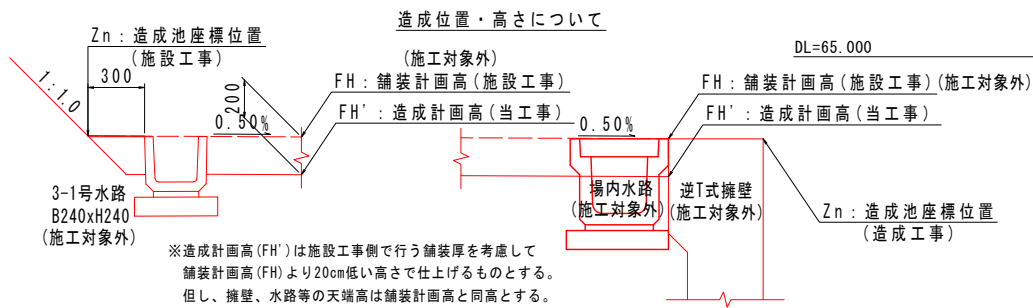 造成位置・高さについて
Zn：造成池座標位置
(施設工事)
300
1:1.0
200
0.50%
(施工対象外)
FH：舗装計画高(施設工事)
FH'：造成計画高(当工事)
3-1号水路
B240xH240
(施工対象外)
DL=65.000
FH：舗装計画高(施設工事)(施工対象外)
FH'：造成計画高(当工事)
0.50%
場内水路
(施工対象外)
逆T式擁壁
(施工対象外)
Zn：造成池座標位置
(造成工事)
※造成計画高(FH')は施設工事側で行う舗装厚を考慮して
舗装計画高(FH)より20cm低い高さで仕上げるものとする。
但し、擁壁、水路等の天端高は舗装計画高と同高とする。